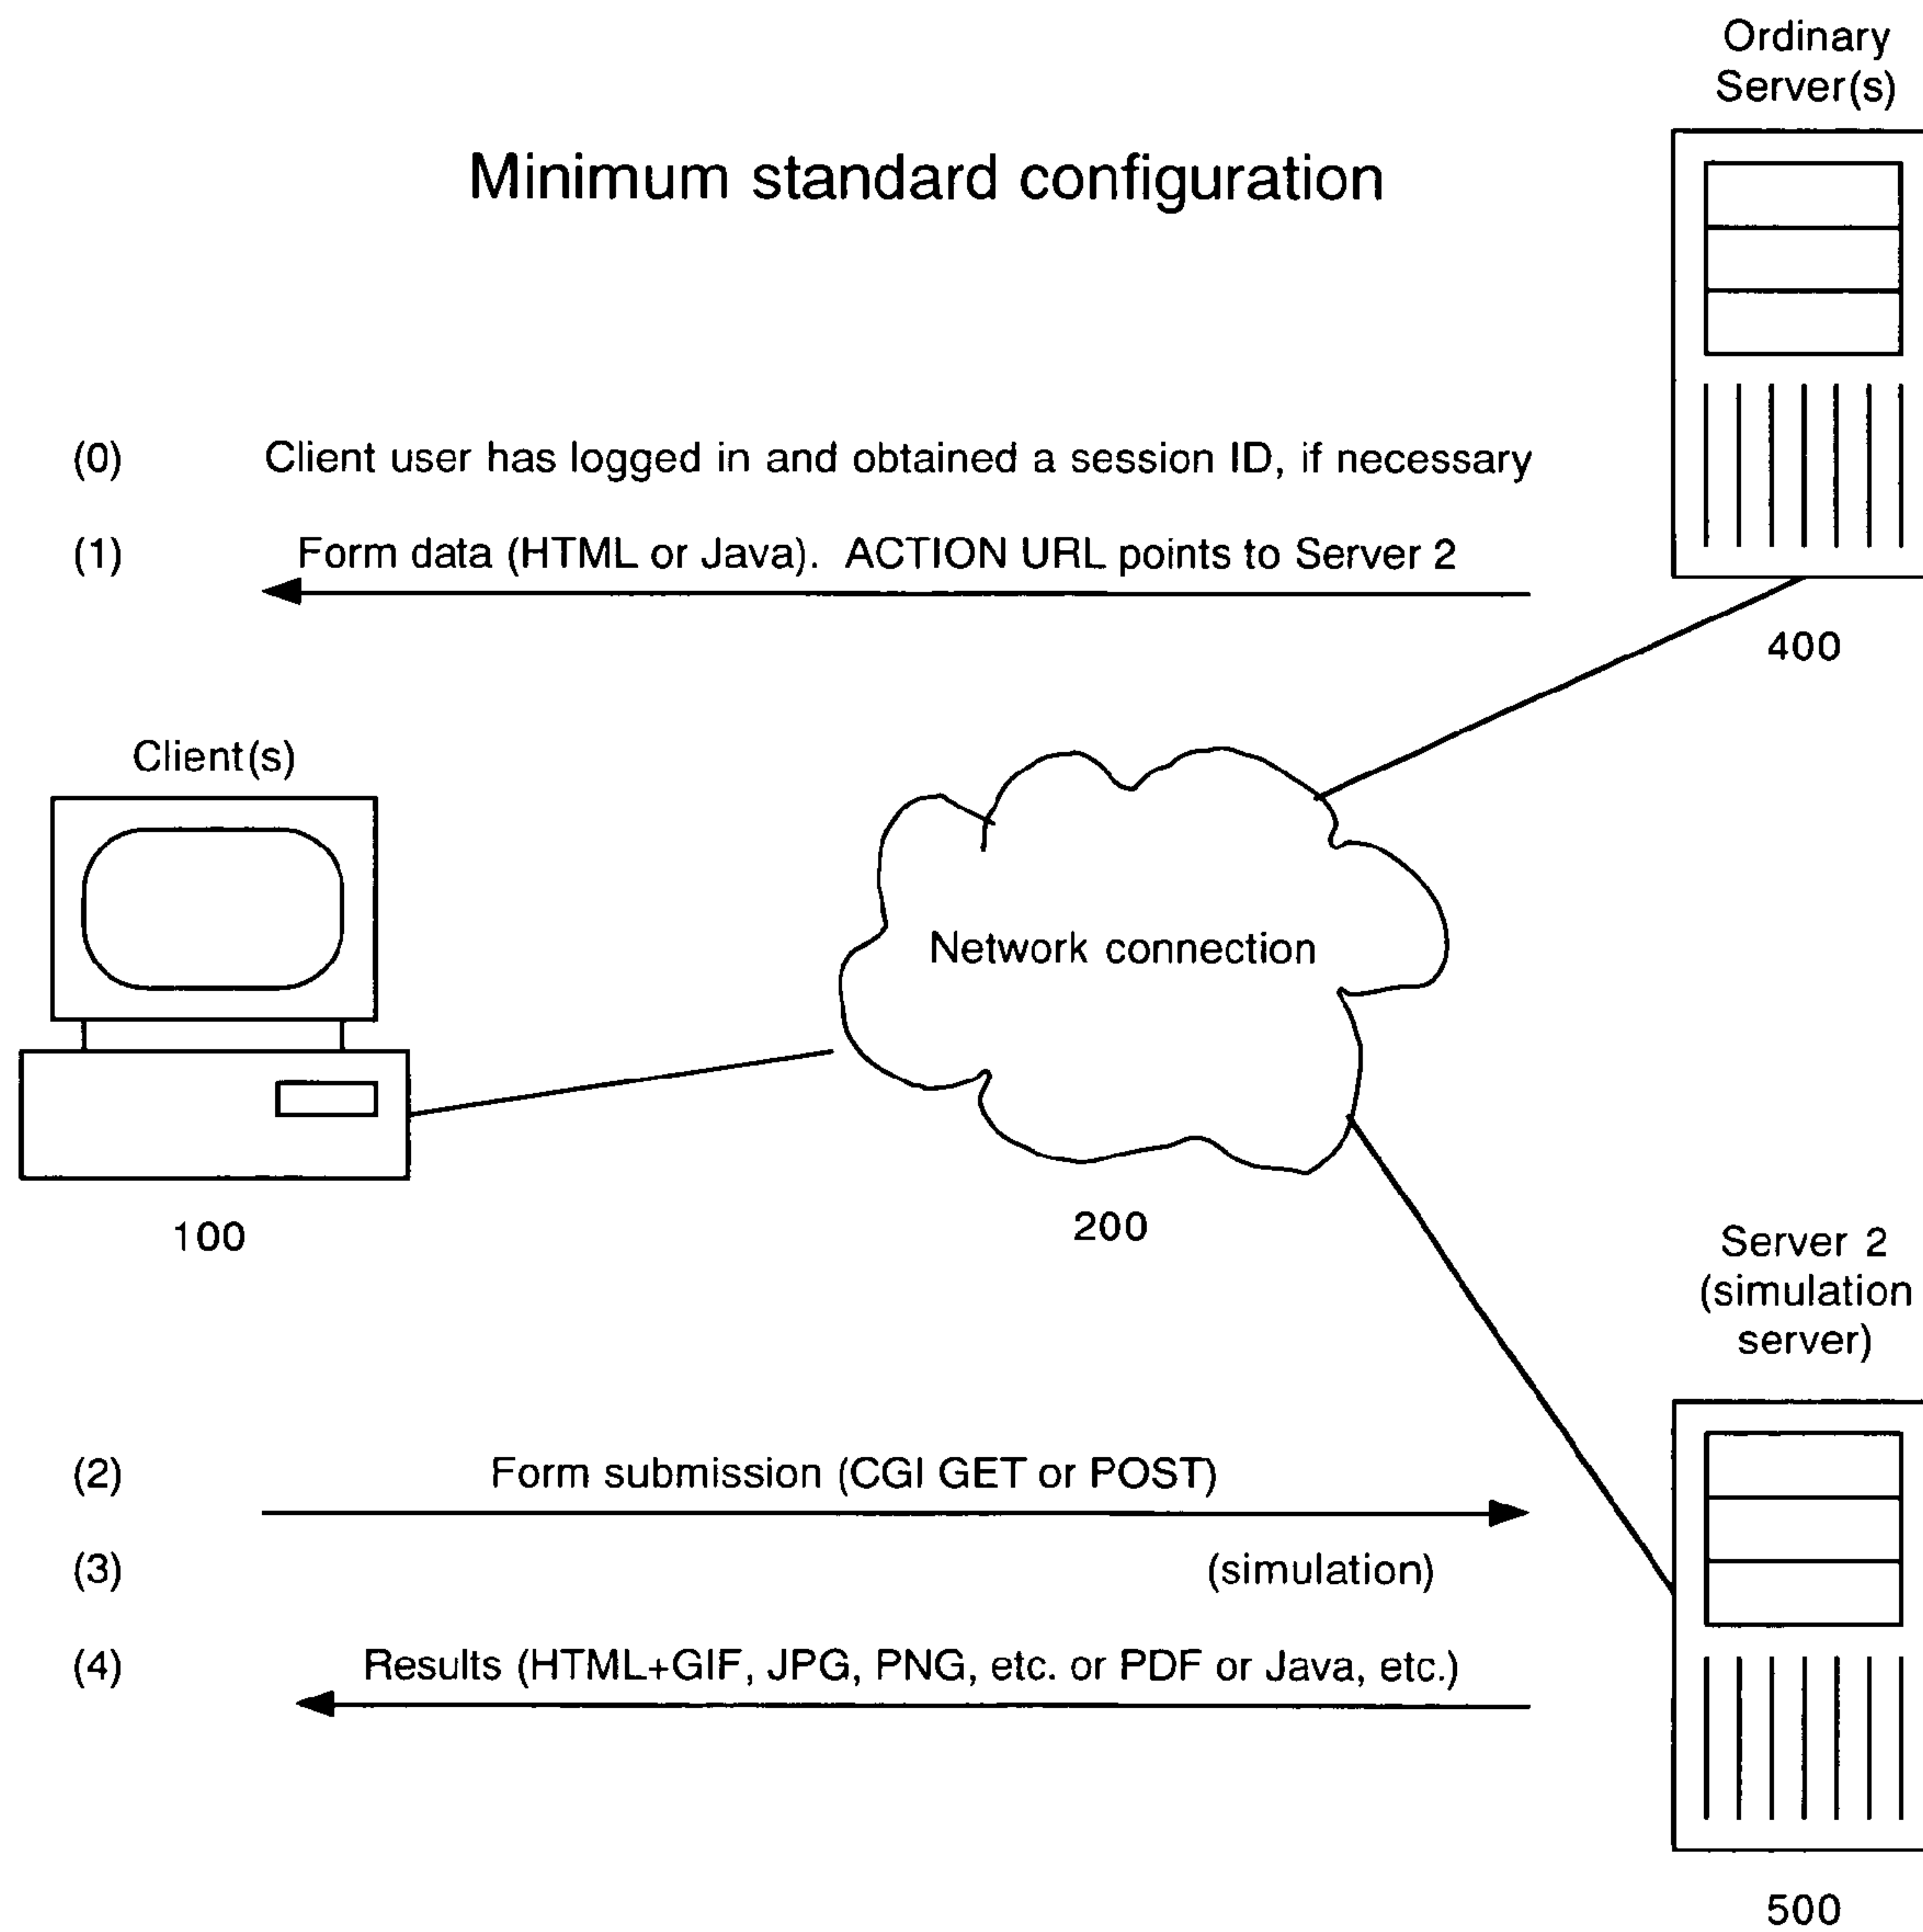 Ordinary
Server(s)
Minimum standard configuration
(0) Client user has logged in and obtained a session ID, if necessary
(1) Form data (HTML or Java). ACTION URL points to Server 2
400
Client(s)
Network connection
100
200
Server 2
(simulation
server)
(2) Form submission (CGI GET or POST)
(3) (simulation)
(4) Results (HTML+GIF, JPG, PNG, etc. or PDF or Java, etc.)
500